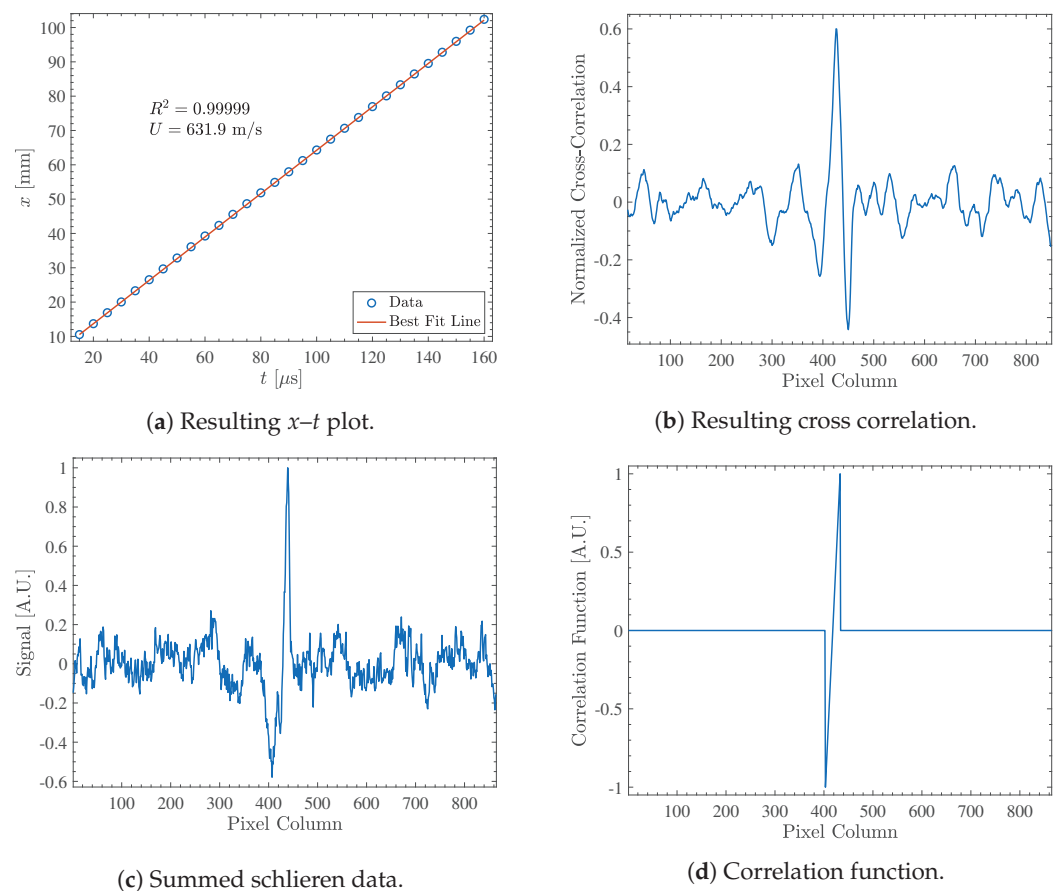 100
90
80
70
60
50
40
30
20
10
x [mm]
R² = 0.99999
U = 631.9 m/s
Data
Best Fit Line
20 40 60 80 100 120 140 160
t [μs]
(a) Resulting x–t plot.
0.6
0.4
0.2
0
-0.2
-0.4
Normalized Cross-Correlation
100 200 300 400 500 600 700 800
Pixel Column
(b) Resulting cross correlation.
1
0.8
0.6
0.4
0.2
0
-0.2
-0.4
-0.6
Signal [A.U.]
100 200 300 400 500 600 700 800
Pixel Column
(c) Summed schlieren data.
1
0.5
0
-0.5
-1
Correlation Function [A.U.]
100 200 300 400 500 600 700 800
Pixel Column
(d) Correlation function.